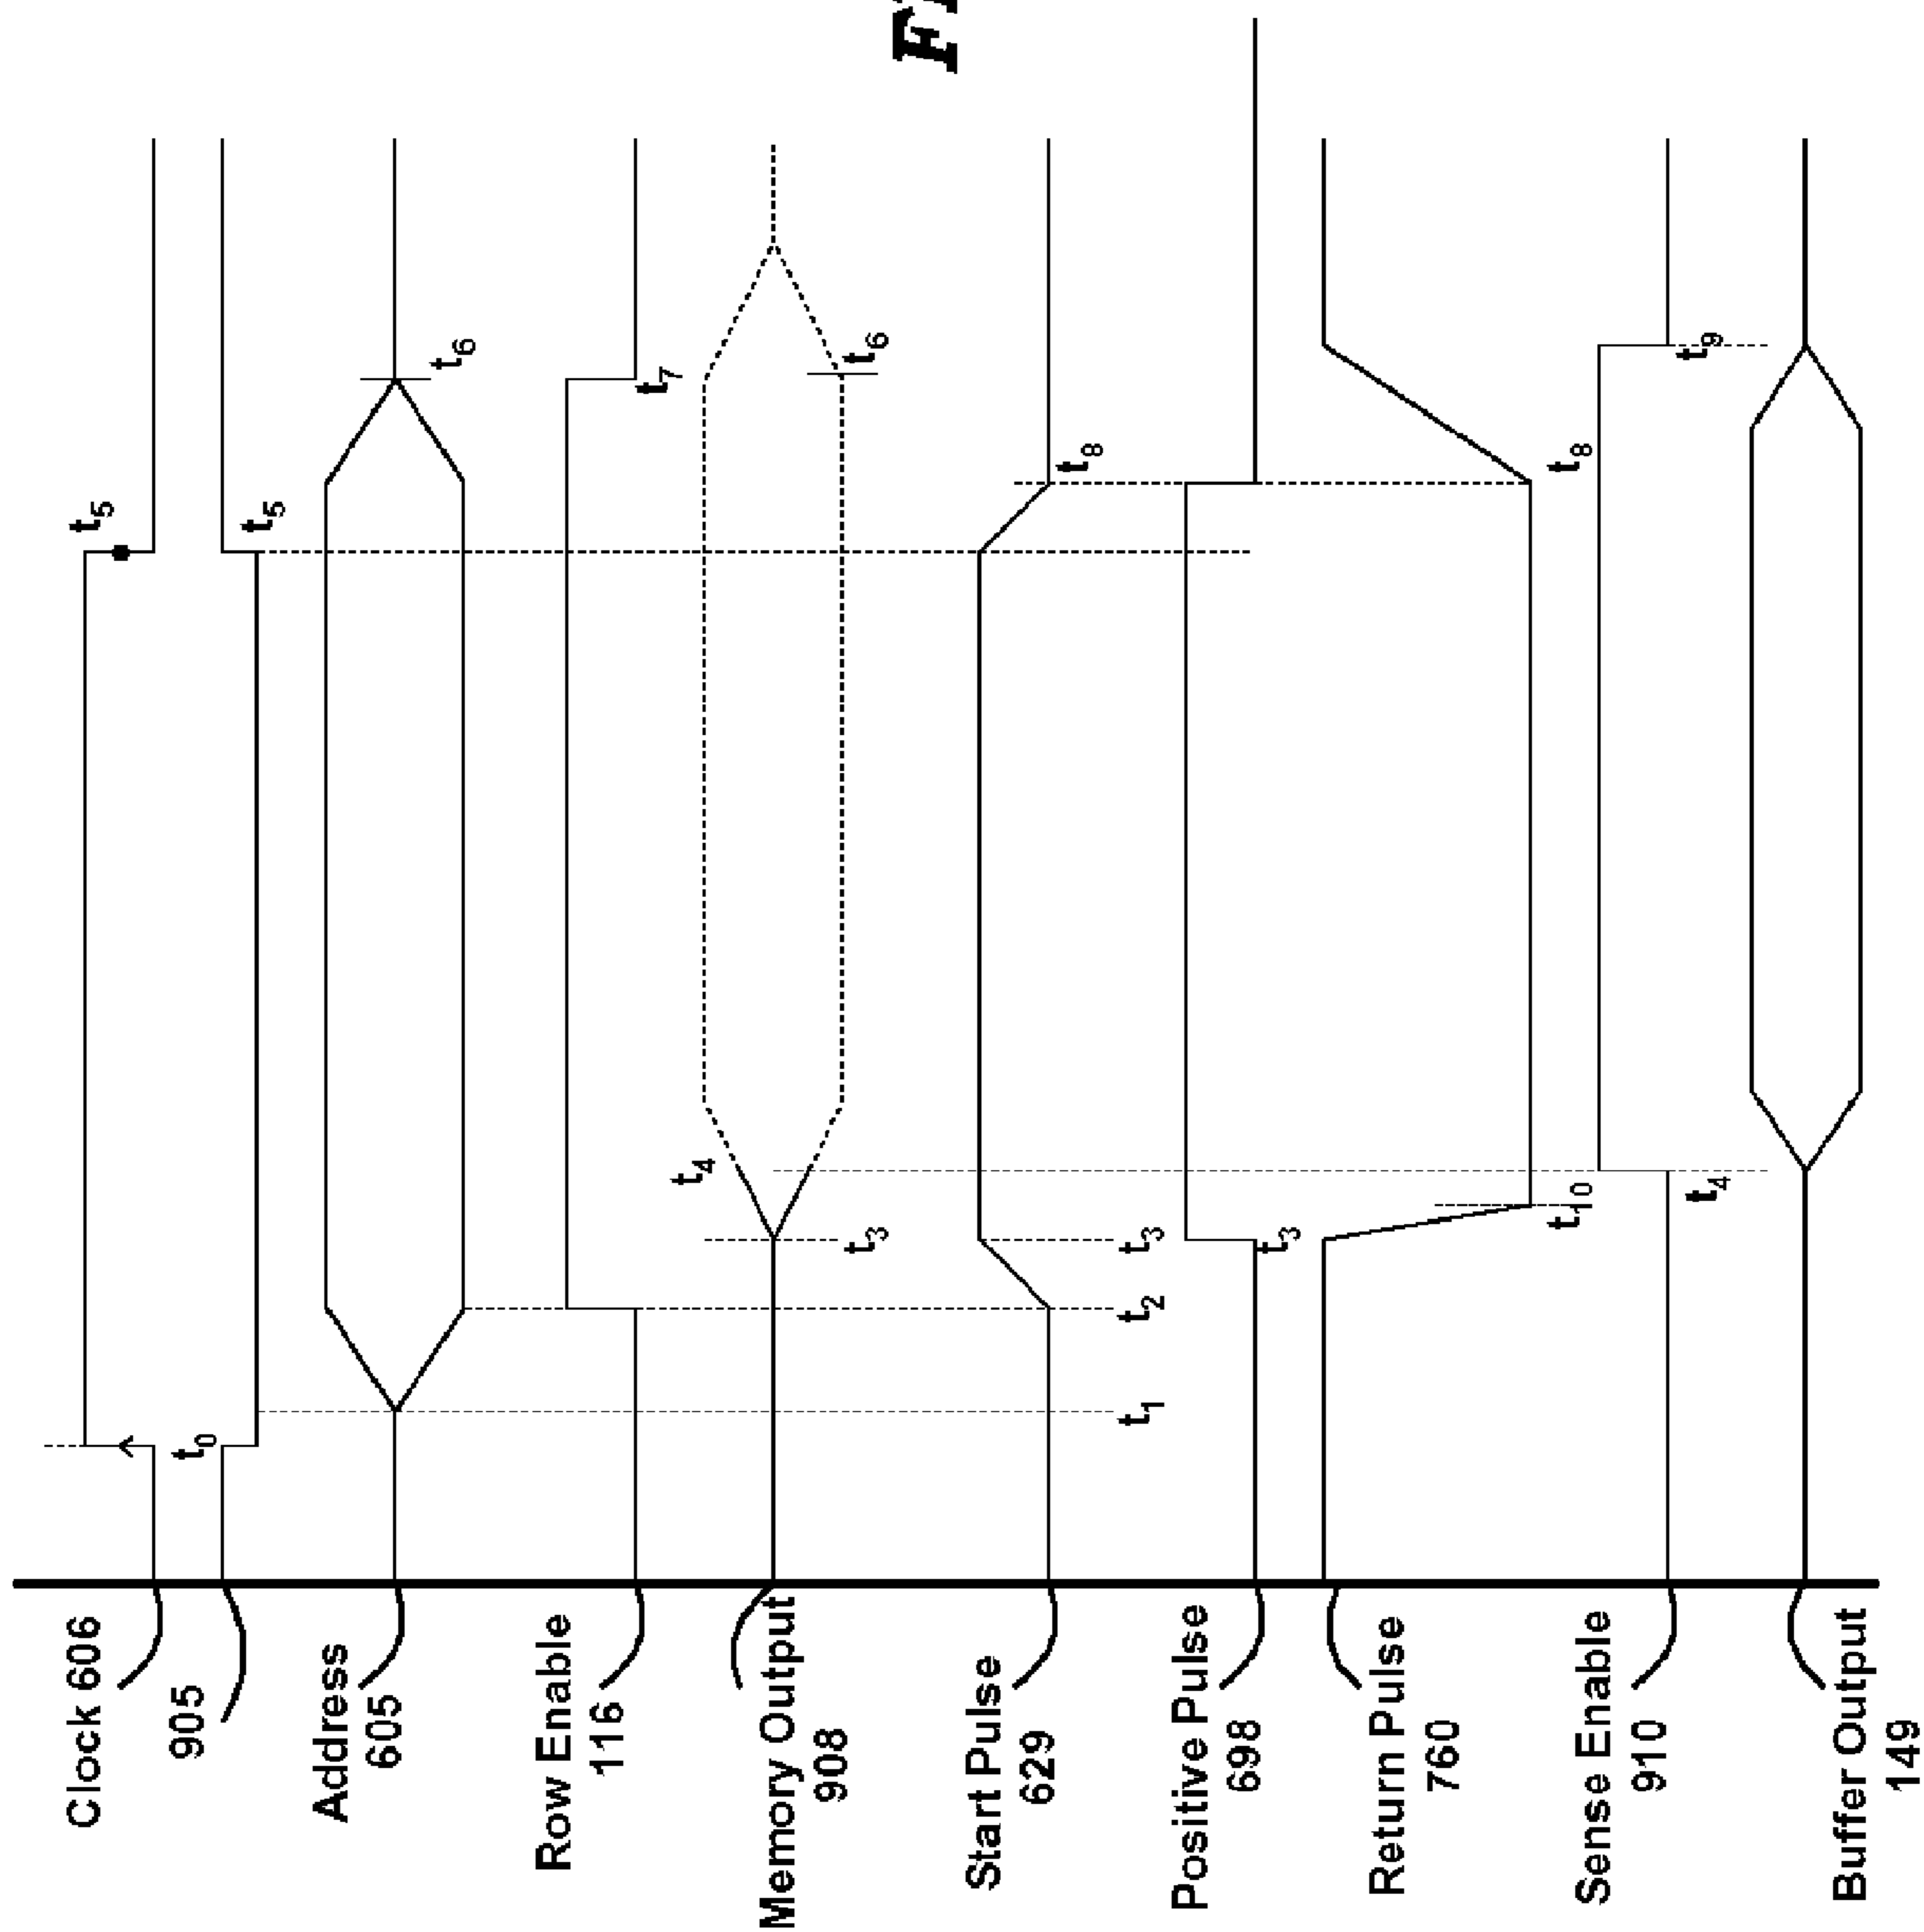 Clock 606
t0
t5
905
t5
Address
605
t6
Row Enable
116
t7
Memory Output
908
t4
t3
t6
Start Pulse
629
t1
t2
t3
t8
Positive Pulse
698
t3
Return Pulse
760
t10
t8
Sense Enable
910
t4
t9
Buffer Output
149